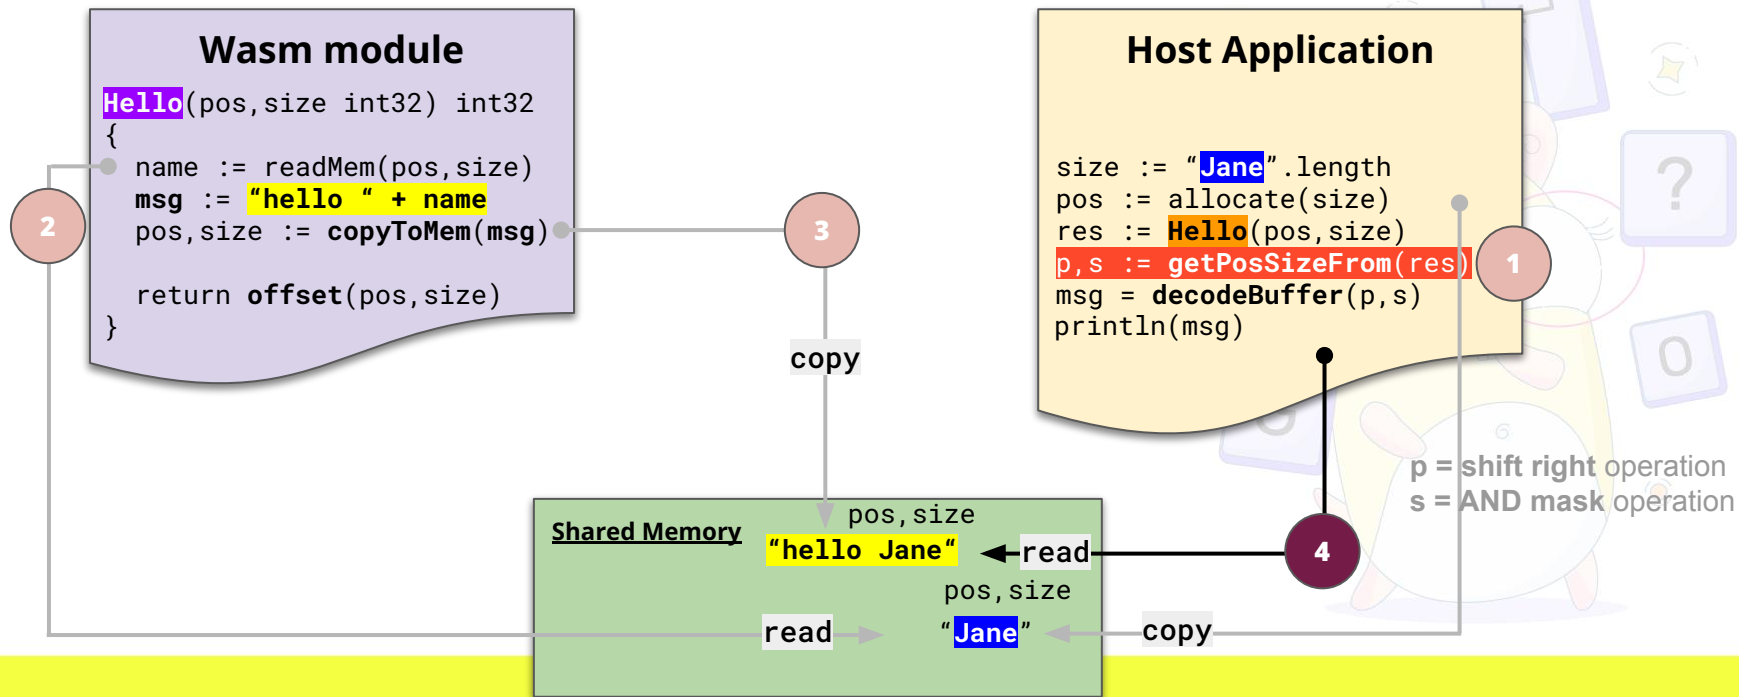 Wasm module
Hello(pos,size int32) int32
{
name := readMem(pos,size)
msg := "hello “ + name
pos,size := copyToMem(msg)
return offset(pos,size)
}
2
3
copy
Host Application
size := “Jane”.length
pos := allocate(size)
res := Hello(pos,size)
p,s := getPosSizeFrom(res)
msg = decodeBuffer(p,s)
println(msg)
1
?
O
G
p = shift right operation
s = AND mask operation
Shared Memory
pos,size
"hello Jane“
read
4
pos,size
read
“Jane”
copy